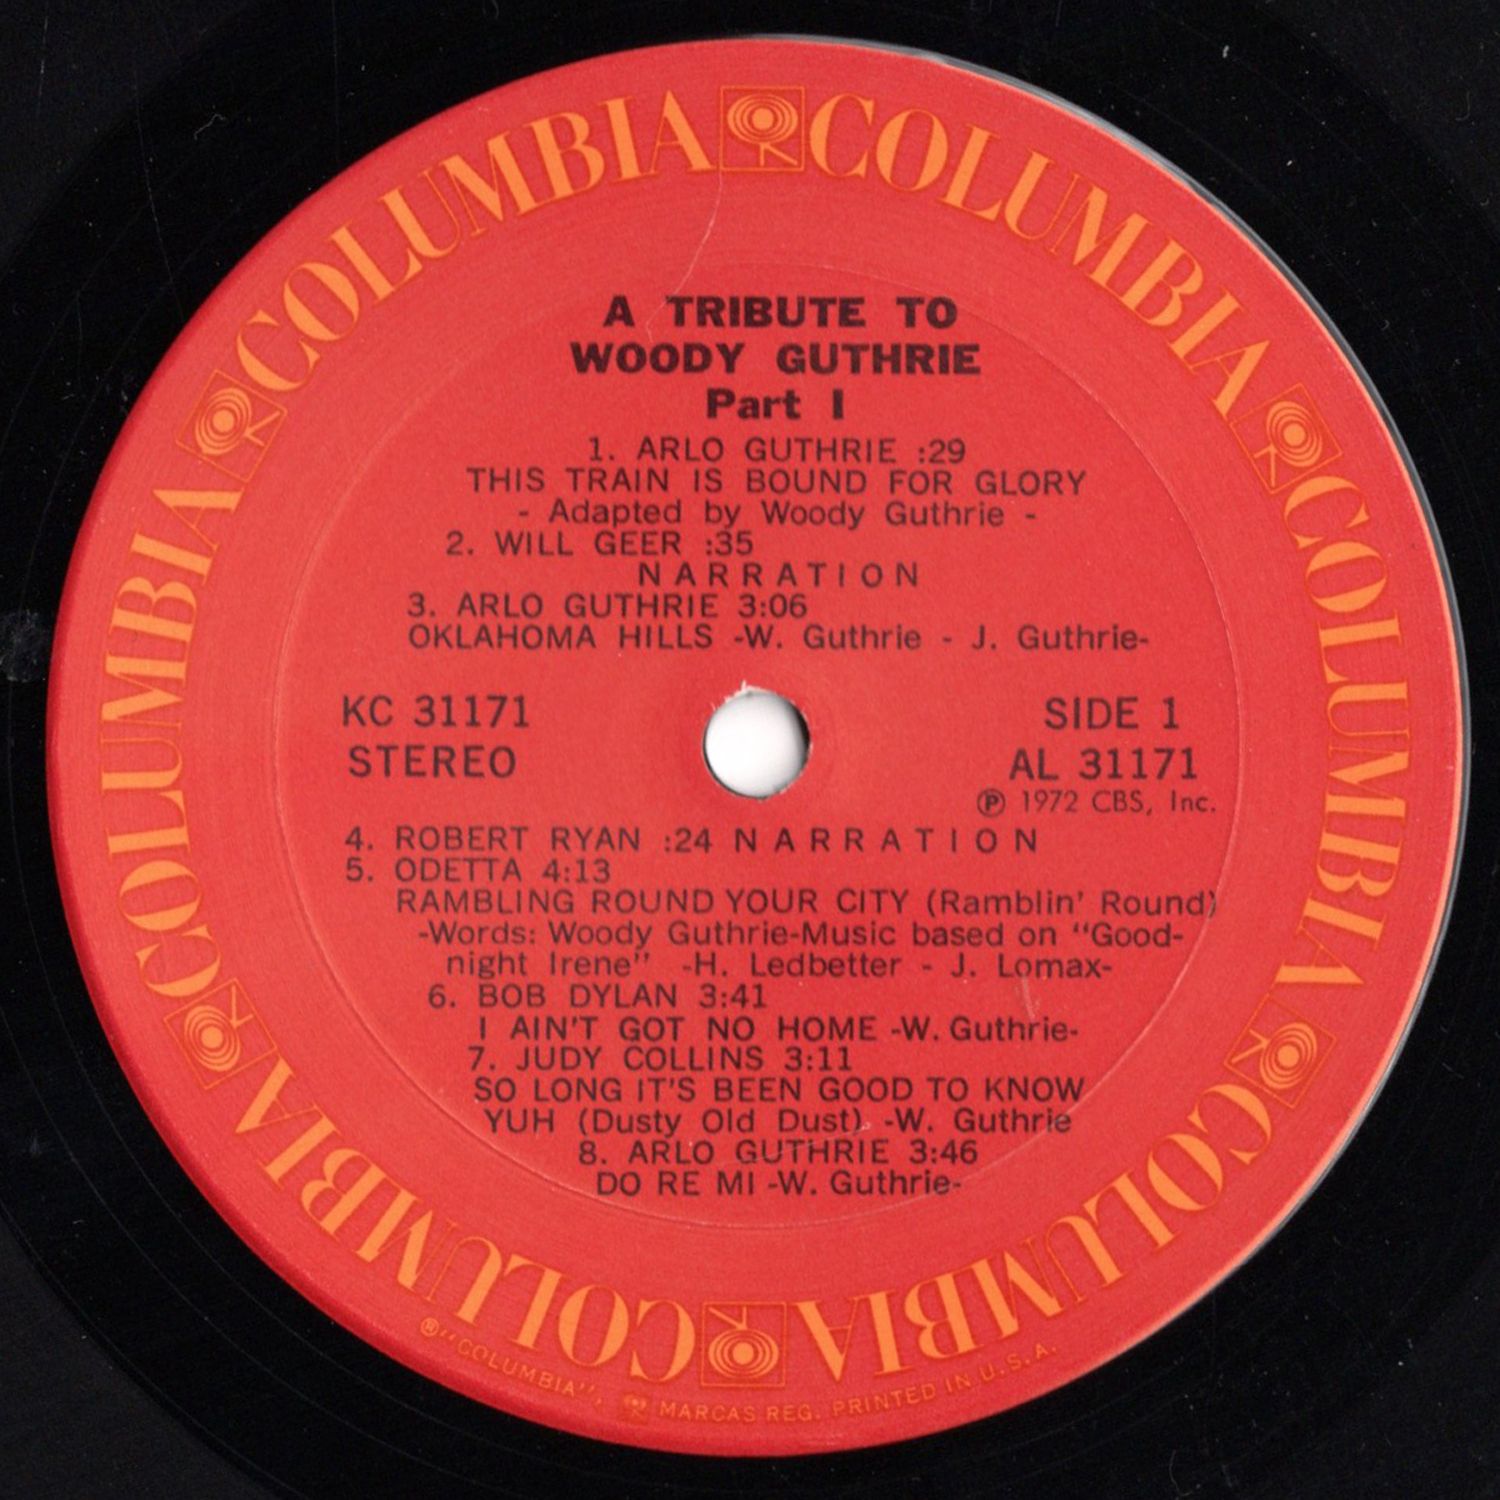 COLUMBIA COLUMBIA COLUMBIA COLUMBIA COLUMBIA COLUMBIA
A TRIBUTE TO
WOODY GUTHRIE
Part I
1. ARLO GUTHRIE :29
THIS TRAIN IS BOUND FOR GLORY
- Adapted by Woody Guthrie -
2. WILL GEER :35
NARRATION
3. ARLO GUTHRIE 3:06
OKLAHOMA HILLS -W. Guthrie - J. Guthrie-
KC 31171
STEREO
SIDE 1
AL 31171
Ⓟ 1972 CBS, Inc.
4. ROBERT RYAN :24 NARRATION
5. ODETTA 4:13
RAMBLING ROUND YOUR CITY (Ramblin' Round)
-Words: Woody Guthrie-Music based on "Good-
night Irene" -H. Ledbetter - J. Lomax-
6. BOB DYLAN 3:41
I AIN'T GOT NO HOME -W. Guthrie-
7. JUDY COLLINS 3:11
SO LONG IT'S BEEN GOOD TO KNOW
YUH (Dusty Old Dust) -W. Guthrie
8. ARLO GUTHRIE 3:46
DO RE MI -W. Guthrie-
® "COLUMBIA", MARCAS REG. PRINTED IN U.S.A.